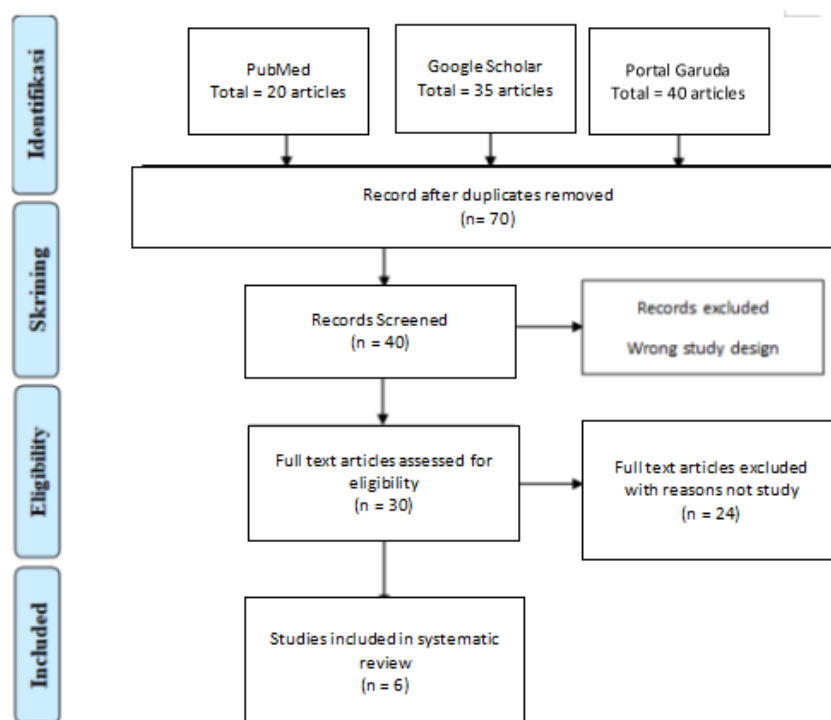 Identifikasi
PubMed
Total = 20 articles
Google Scholar
Total = 35 articles
Portal Garuda
Total = 40 articles
Record after duplicates removed
(n= 70)
Skrining
Records Screened
(n = 40)
Records excluded
Wrong study design
Eligibility
Full text articles assessed for
eligibility
(n = 30)
Full text articles excluded
with reasons not study
(n = 24)
Included
Studies included in systematic
review
(n = 6)